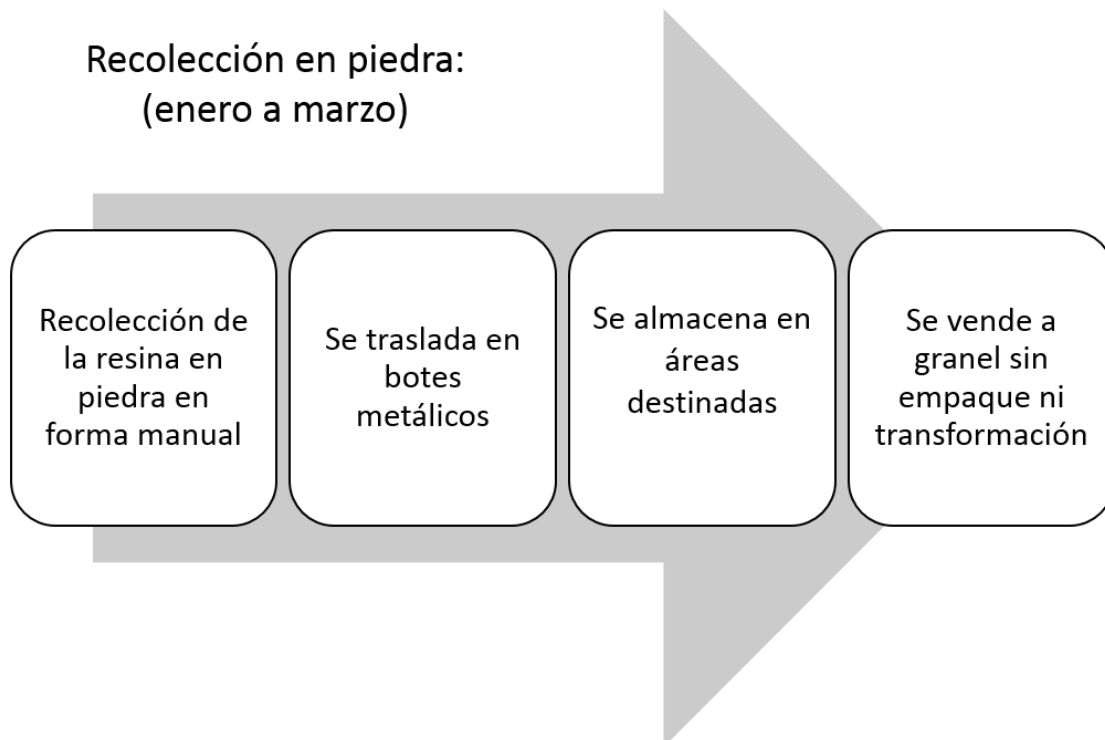 Recolección en piedra:
(enero a marzo)
Recolección de
la resina en
piedra en
forma manual
Se traslada en
botes
metálicos
Se almacena en
áreas
destinadas
Se vende a
granel sin
empaque ni
transformación